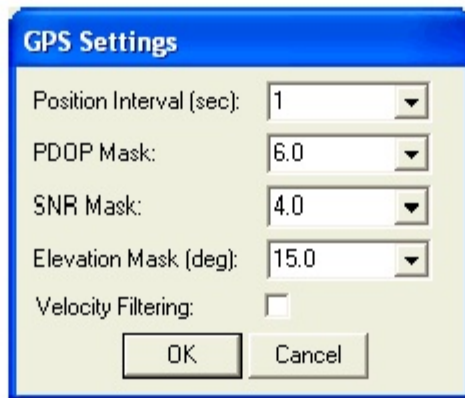 GPS Settings
Position Interval (sec): 1
PDOP Mask: 6.0
SNR Mask: 4.0
Elevation Mask (deg): 15.0
Velocity Filtering:
OK Cancel